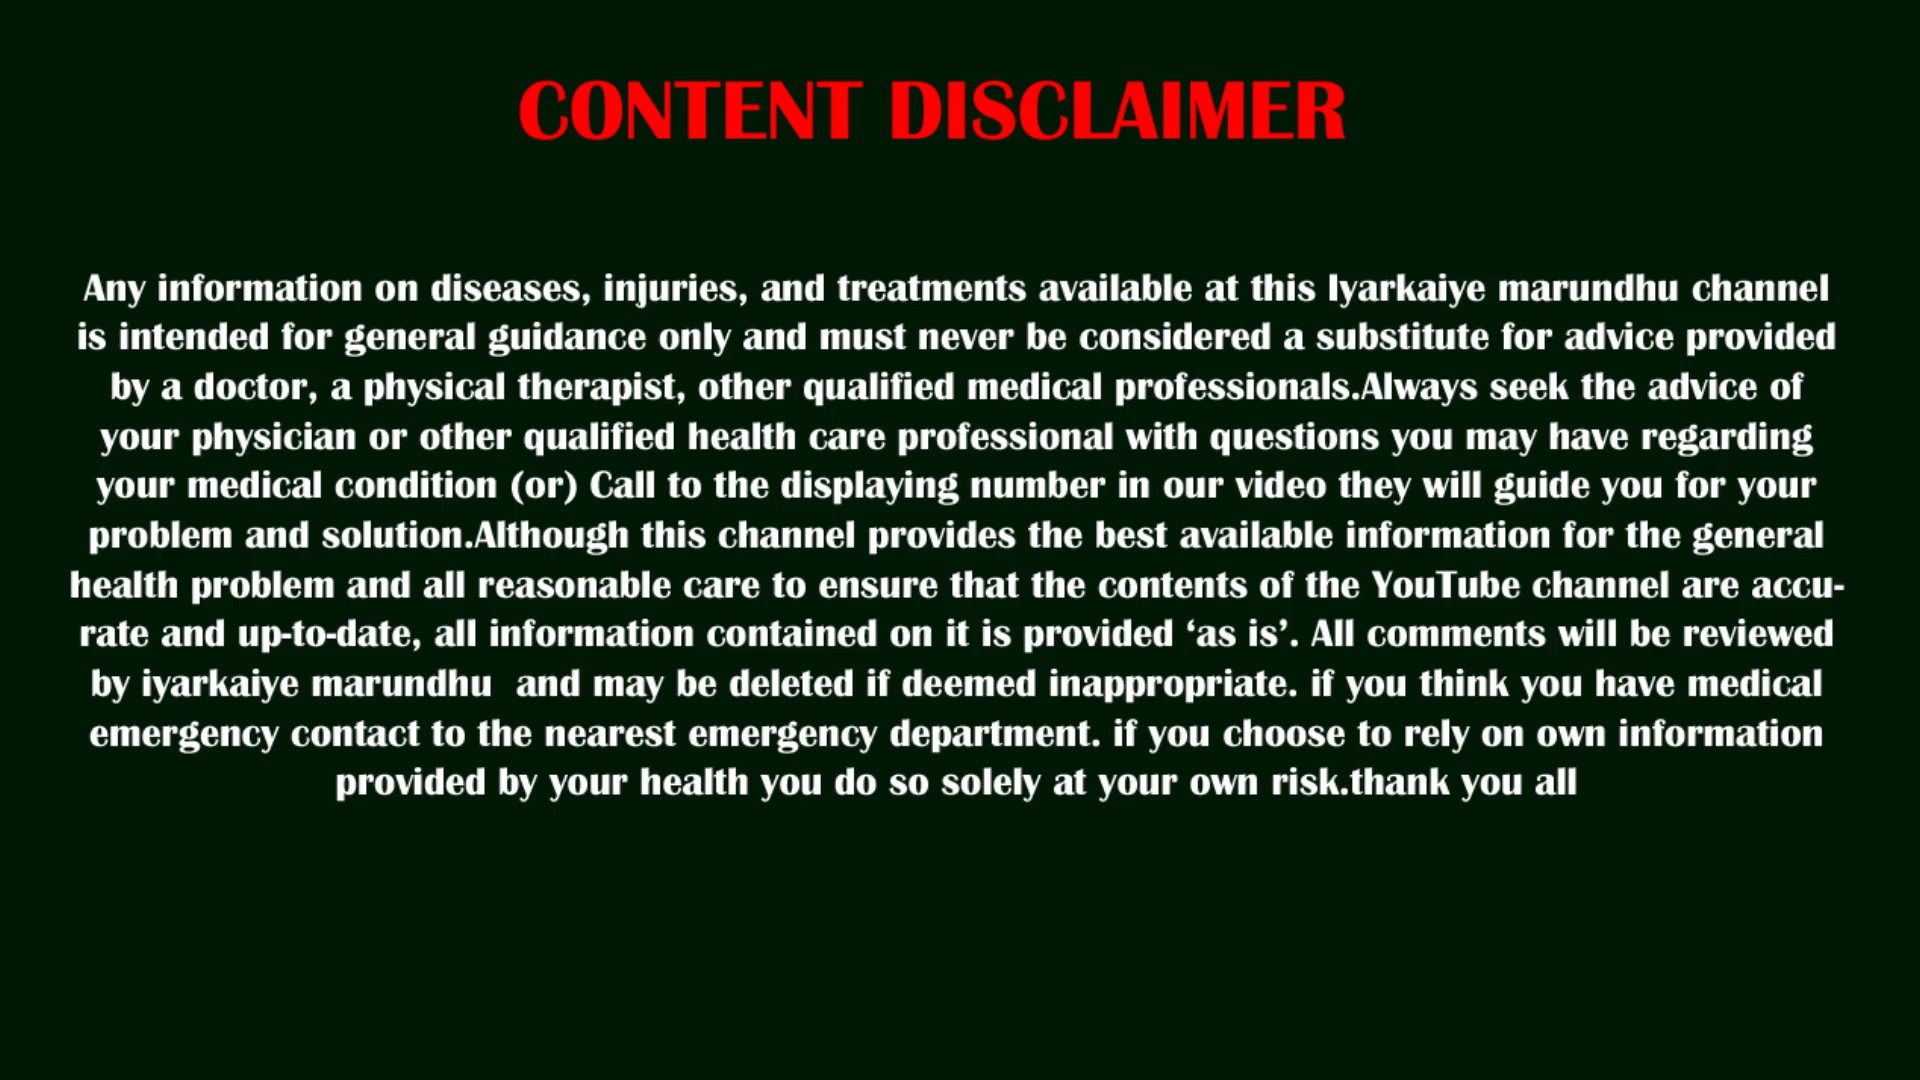 CONTENT DISCLAIMER
Any information on diseases, injuries, and treatments available at this Iyarkaiye marundhu channel
is intended for general guidance only and must never be considered a substitute for advice provided
by a doctor, a physical therapist, other qualified medical professionals.Always seek the advice of
your physician or other qualified health care professional with questions you may have regarding
your medical condition (or) Call to the displaying number in our video they will guide you for your
problem and solution.Although this channel provides the best available information for the general
health problem and all reasonable care to ensure that the contents of the YouTube channel are accu-
rate and up-to-date, all information contained on it is provided ‘as is’. All comments will be reviewed
by iyarkaiye marundhu  and may be deleted if deemed inappropriate. if you think you have medical
emergency contact to the nearest emergency department. if you choose to rely on own information
provided by your health you do so solely at your own risk.thank you all